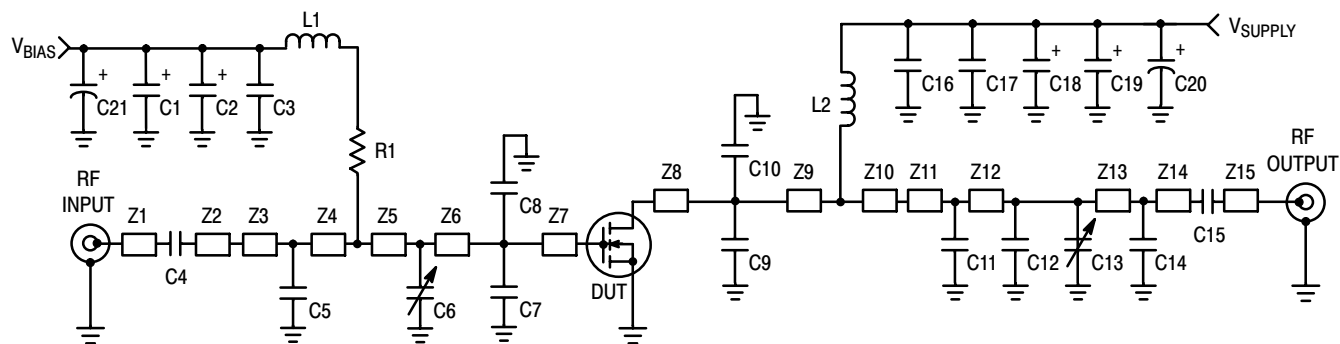 L1
VBIAS
+
+
+
C21
C1
C2
C3
R1
RF
INPUT
Z1
C4
Z2
Z3
Z4
Z5
Z6
Z7
C5
C6
C8
C7
DUT
VSUPPLY
L2
C16
C17
+
C18
+
C19
+
C20
Z8
C10
Z9
Z10
Z11
Z12
Z13
Z14
Z15
C9
C11
C12
C13
C14
C15
RF
OUTPUT